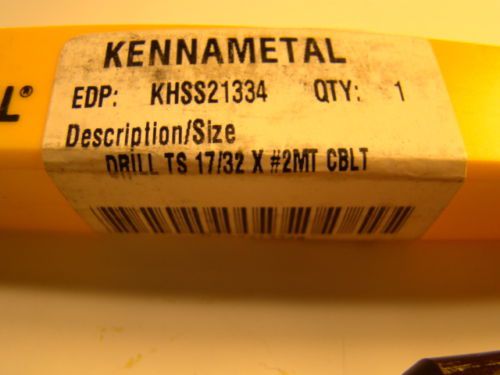 KENNAMETAL
EDP: KHSS21334 QTY: 1
Description/Size
DRILL TS 17/32 X #2MT CBLT
L®